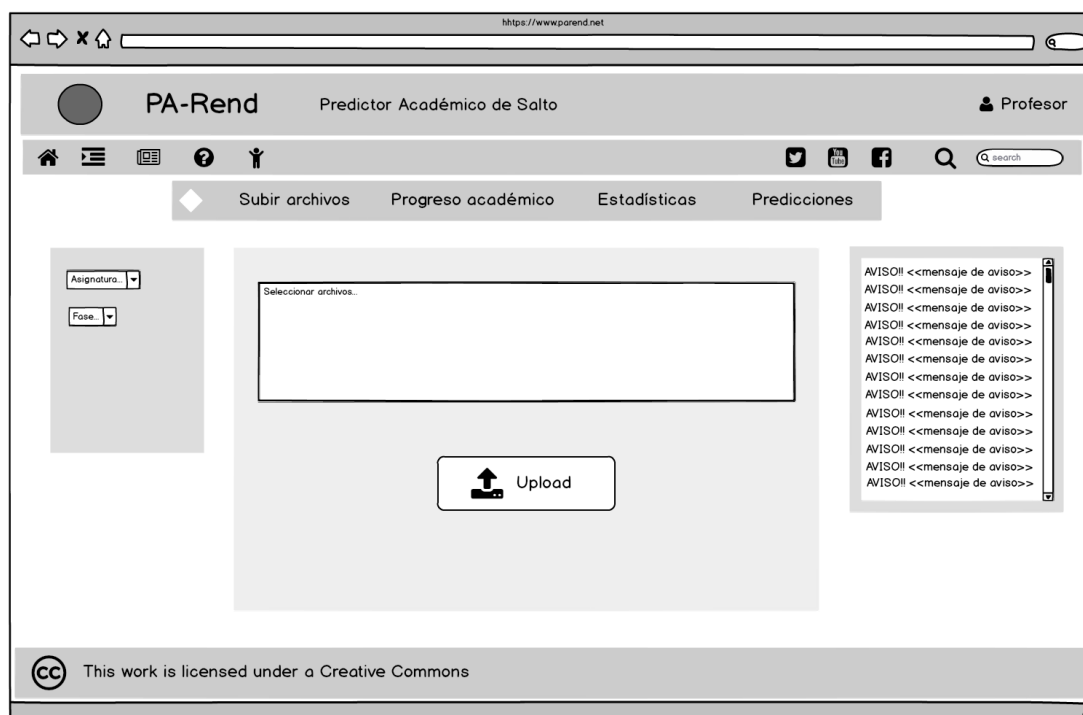 hhtps://www.parend.net
PA-Rend
Predictor Académico de Salto
Profesor
You Tube
search
Subir archivos
Progreso académico
Estadísticas
Predicciones
Asignatura...
Fase...
Seleccionar archivos...
Upload
AVISO!! <<mensaje de aviso>>
AVISO!! <<mensaje de aviso>>
AVISO!! <<mensaje de aviso>>
AVISO!! <<mensaje de aviso>>
AVISO!! <<mensaje de aviso>>
AVISO!! <<mensaje de aviso>>
AVISO!! <<mensaje de aviso>>
AVISO!! <<mensaje de aviso>>
AVISO!! <<mensaje de aviso>>
AVISO!! <<mensaje de aviso>>
AVISO!! <<mensaje de aviso>>
AVISO!! <<mensaje de aviso>>
AVISO!! <<mensaje de aviso>>
cc This work is licensed under a Creative Commons